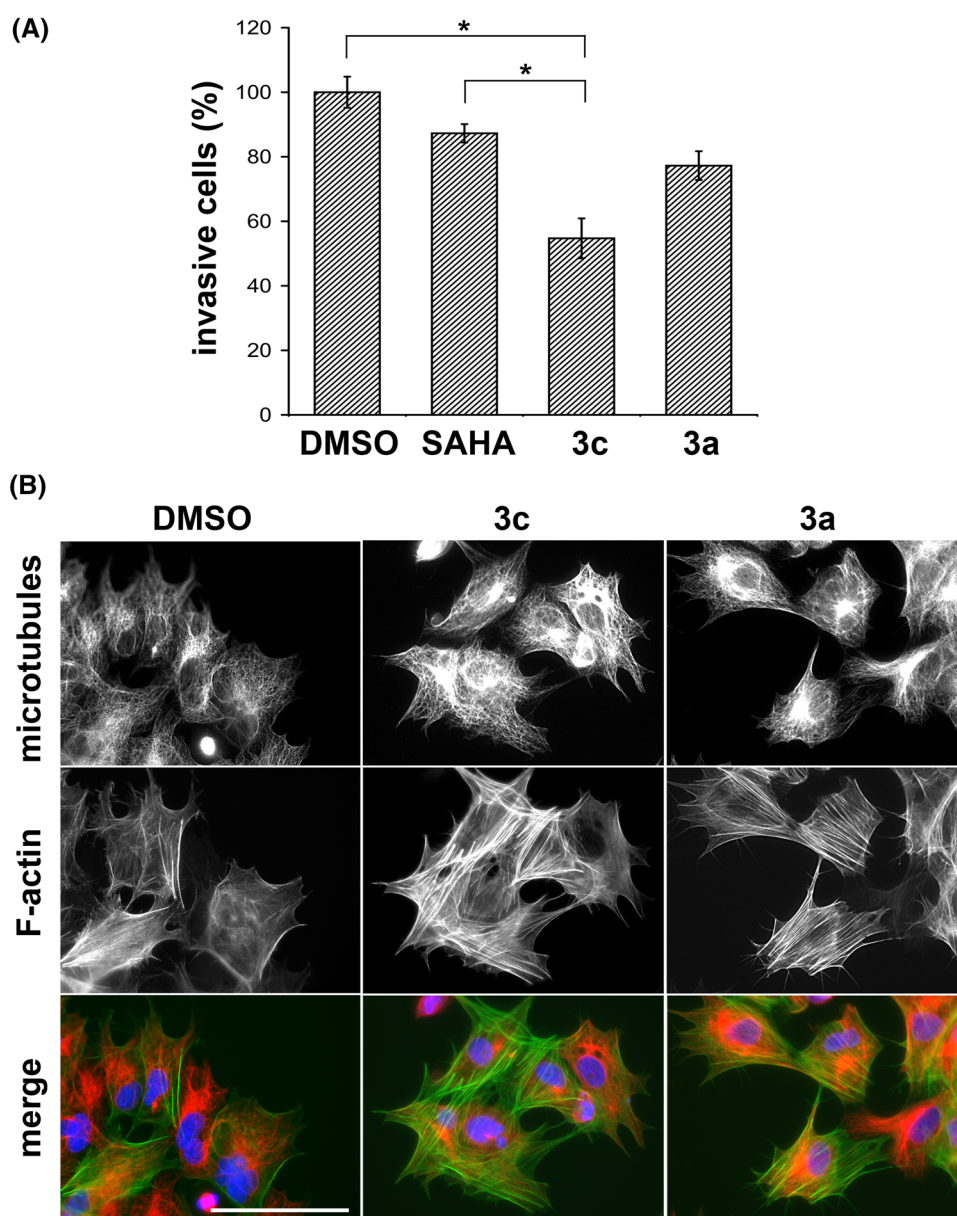 (A)
invasive cells (%)
120
100
80
60
40
20
0
*
*
DMSO SAHA 3c 3a
(B)
DMSO 3c 3a
microtubules
F-actin
merge